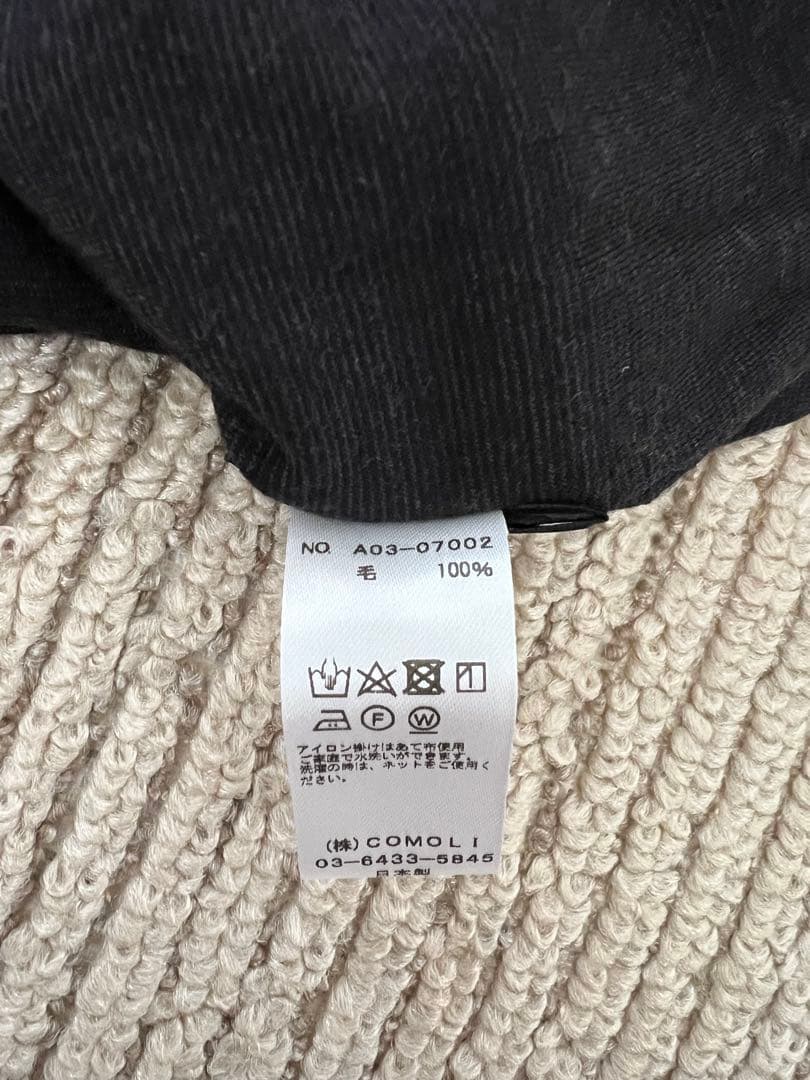 NO. A03-07002
毛 100%
F W
アイロン掛けはあて布使用
ご家庭で水洗いができます。
洗濯の時は、ネットをご使用く
ださい。
(株)COMOLI
03-6433-5845
日本製